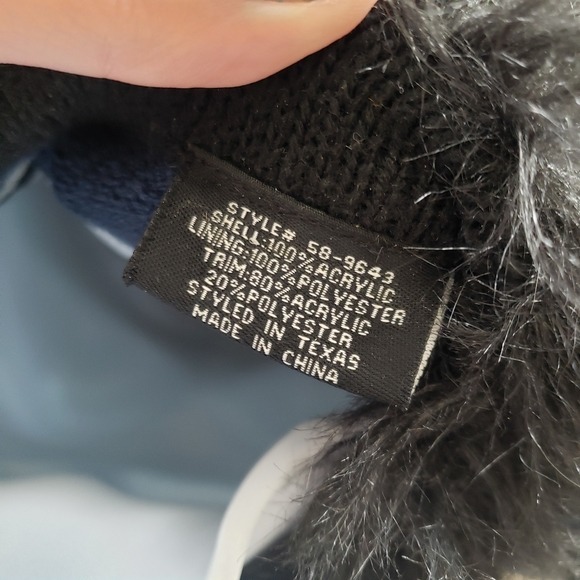 STYLE# 58-9643
SHELL:100%ACRYLIC
LINING:100%POLYESTER
TRIM:80%ACRYLIC
20%POLYESTER
STYLED IN TEXAS
MADE IN CHINA